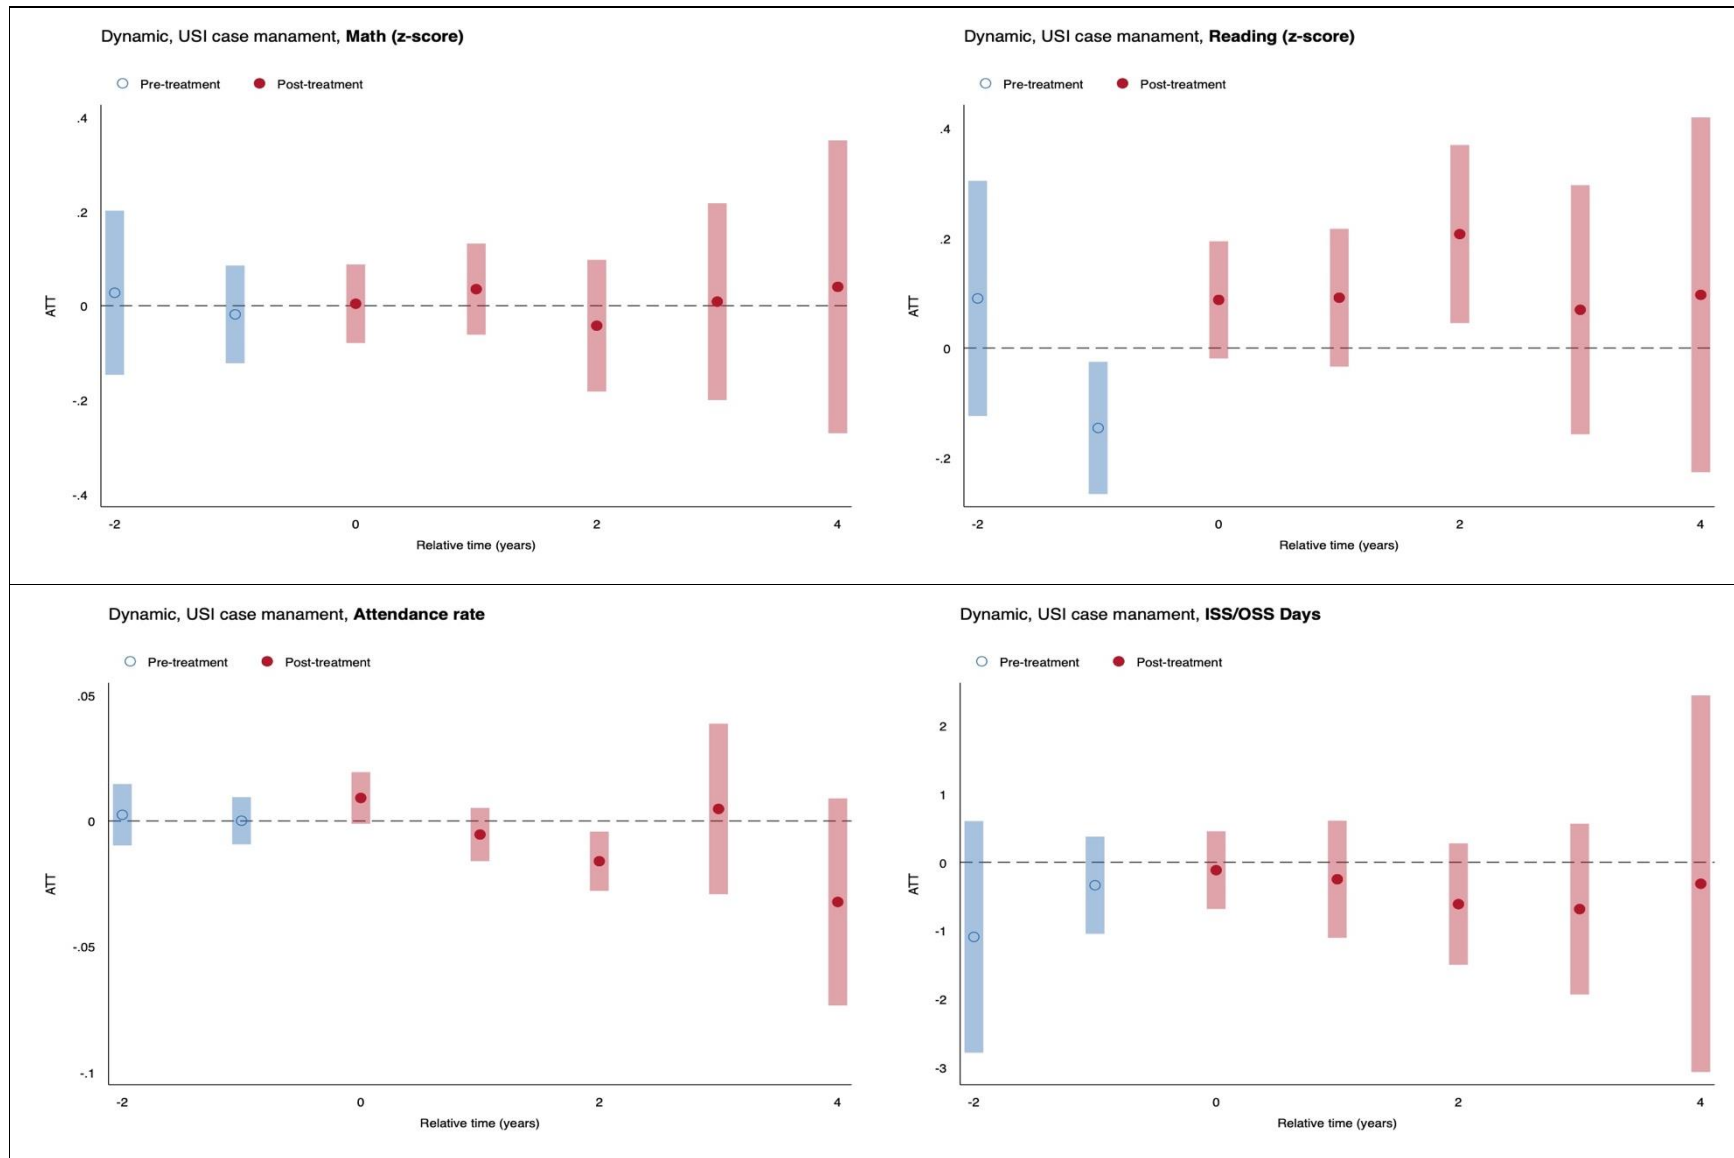 Dynamic, USI case manament, Math (z-score)
Pre-treatment Post-treatment
.4
.2
0
-.2
-.4
ATT
-2 0 2 4
Relative time (years)
Dynamic, USI case manament, Reading (z-score)
Pre-treatment Post-treatment
.4
.2
0
-.2
ATT
-2 0 2 4
Relative time (years)
Dynamic, USI case manament, Attendance rate
Pre-treatment Post-treatment
.05
0
-.05
-.1
ATT
-2 0 2 4
Relative time (years)
Dynamic, USI case manament, ISS/OSS Days
Pre-treatment Post-treatment
2
1
0
-1
-2
-3
ATT
-2 0 2 4
Relative time (years)